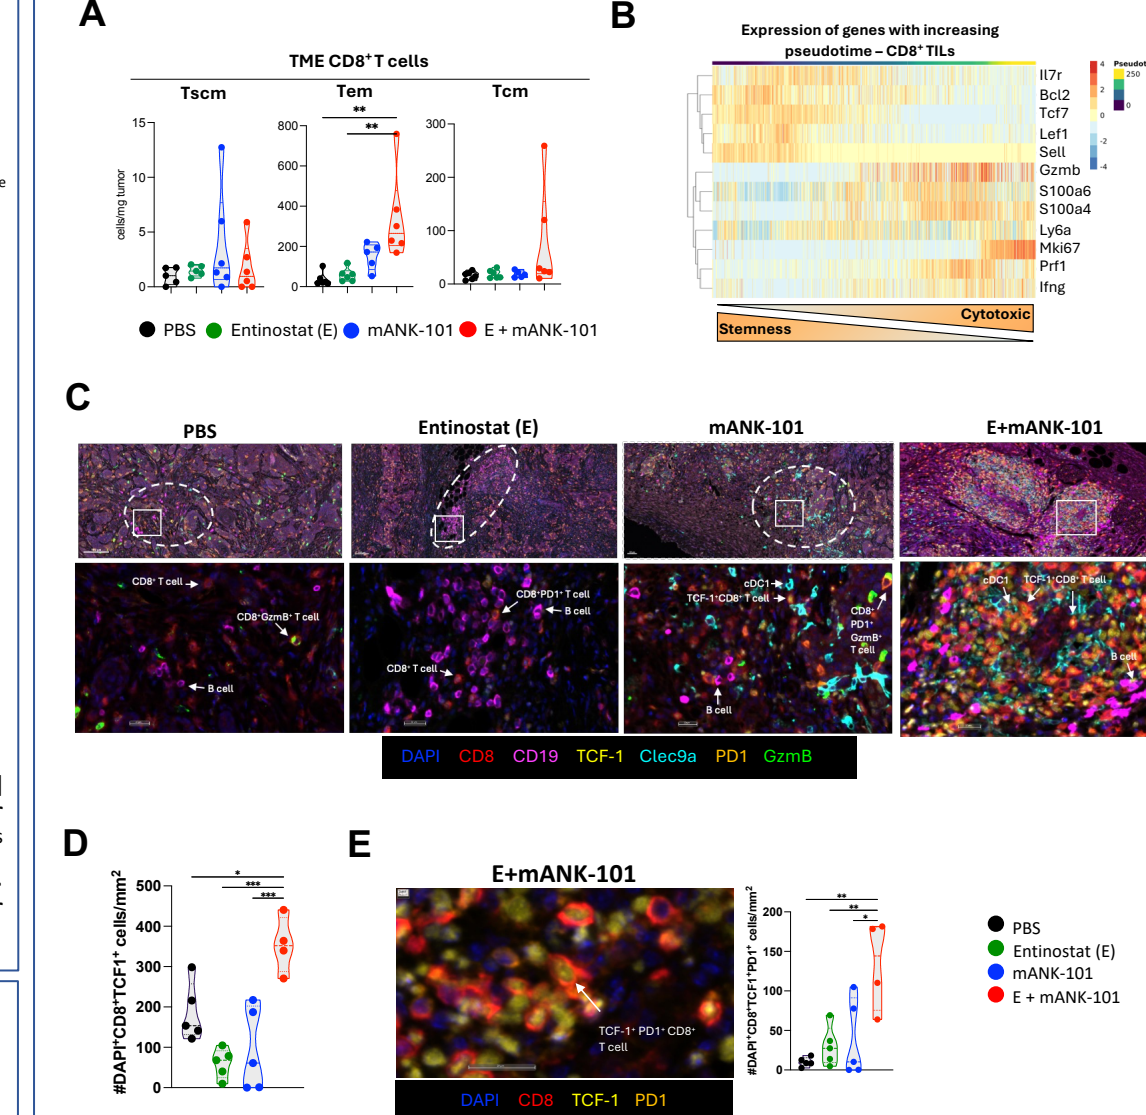 A
TME CD8+ T cells
Tscm
Tem
Tcm
cells/mg tumor
15
10
5
0
800
600
400
200
0
**
**
300
200
100
0
PBS
Entinostat (E)
mANK-101
E + mANK-101
B
Expression of genes with increasing
pseudotime – CD8+ TILs
Il7r
Bcl2
Tcf7
Lef1
Sell
Gzmb
S100a6
S100a4
Ly6a
Mki67
Prf1
Ifng
4
2
0
-2
-4
Pseudot
250
0
Cytotoxic
Stemness
C
PBS
Entinostat (E)
mANK-101
E+mANK-101
CD8+ T cell
CD8+GzmB+ T cell
B cell
CD8+PD1+ T cell
B cell
CD8+ T cell
cDC1
TCF-1+CD8+ T cell
CD8+
PD1+
GzmB+
T cell
B cell
cDC1
TCF-1+CD8+ T cell
B cell
DAPI CD8 CD19 TCF-1 Clec9a PD1 GzmB
D
#DAPI+CD8+TCF1+ cells/mm2
500
400
300
200
100
0
*
***
***
E
E+mANK-101
TCF-1+ PD1+ CD8+
T cell
DAPI CD8 TCF-1 PD1
#DAPI+CD8+TCF1+PD1+ cells/mm2
200
150
100
50
0
**
**
*
PBS
Entinostat (E)
mANK-101
E + mANK-101